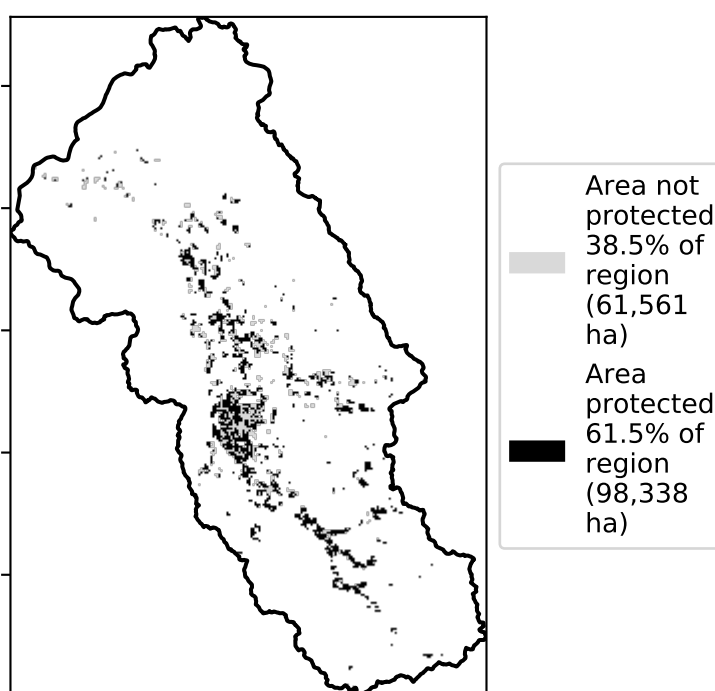 Area not
protected
38.5% of
region
(61,561
ha)
Area
protected
61.5% of
region
(98,338
ha)